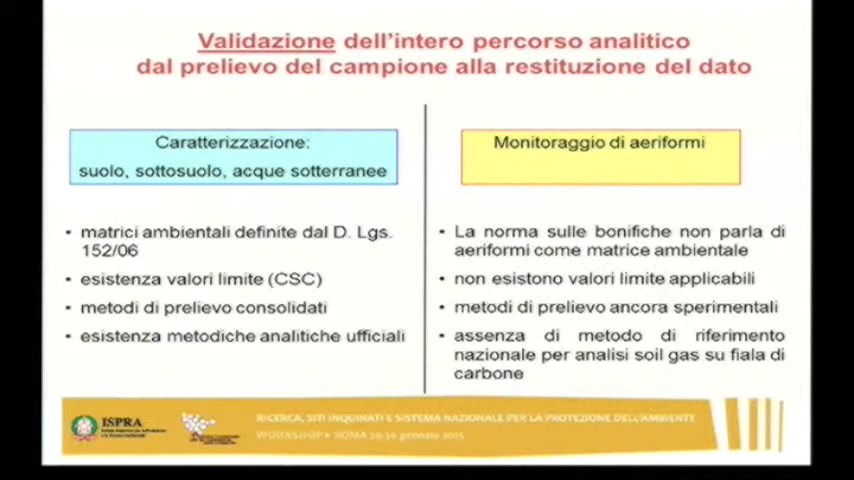 Validazione dell'intero percorso analitico
dal prelievo del campione alla restituzione del dato
Caratterizzazione:
suolo, sottosuolo, acque sotterranee
• matrici ambientali definite dal D. Lgs.
152/06
• esistenza valori limite (CSC)
• metodi di prelievo consolidati
• esistenza metodiche analitiche ufficiali
Monitoraggio di aeriformi
• La norma sulle bonifiche non parla di
aeriformi come matrice ambientale
• non esistono valori limite applicabili
• metodi di prelievo ancora sperimentali
• assenza di metodo di riferimento
nazionale per analisi soil gas su fiala di
carbone
ISPRA
RICERCA, SITI INQUINATI E SISTEMA NAZIONALE PER LA PROTEZIONE DELL'AMBIENTE
WORKSHOP • ROMA gennaio 2015